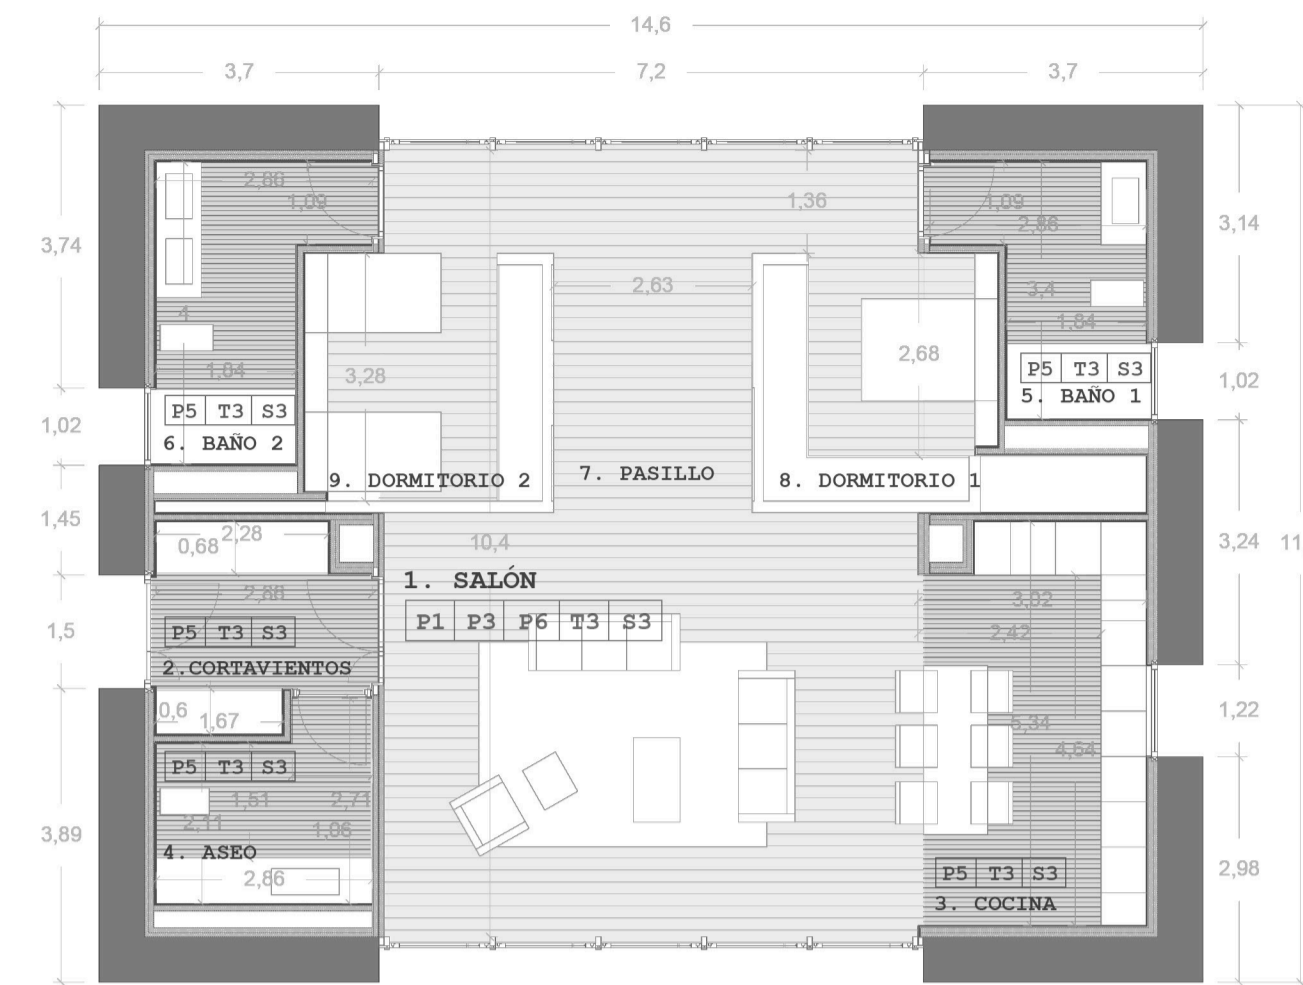 14,6
3,7 7,2 3,7
2,86
1,09
1,36
1,09
2,86
3,74
3,14
2,63
3,4
4
1,84
1,04
2,68
3,28
1,02
1,02
P5 T3 S3
5. BAÑO 1
P5 T3 S3
6. BAÑO 2
9. DORMITORIO 2
7. PASILLO
8. DORMITORIO 1
1,45
0,68
2,28
10,4
3,24
11
1. SALÓN
P1 P3 P6 T3 S3
2,86
3,02
2,42
1,5
P5 T3 S3
2.CORTAVIENTOS
0,6
1,67
5,34
4,64
1,22
P5 T3 S3
1,51
2,71
2,11
1,06
3,89
4. ASEO
2,86
P5 T3 S3
3. COCINA
2,98